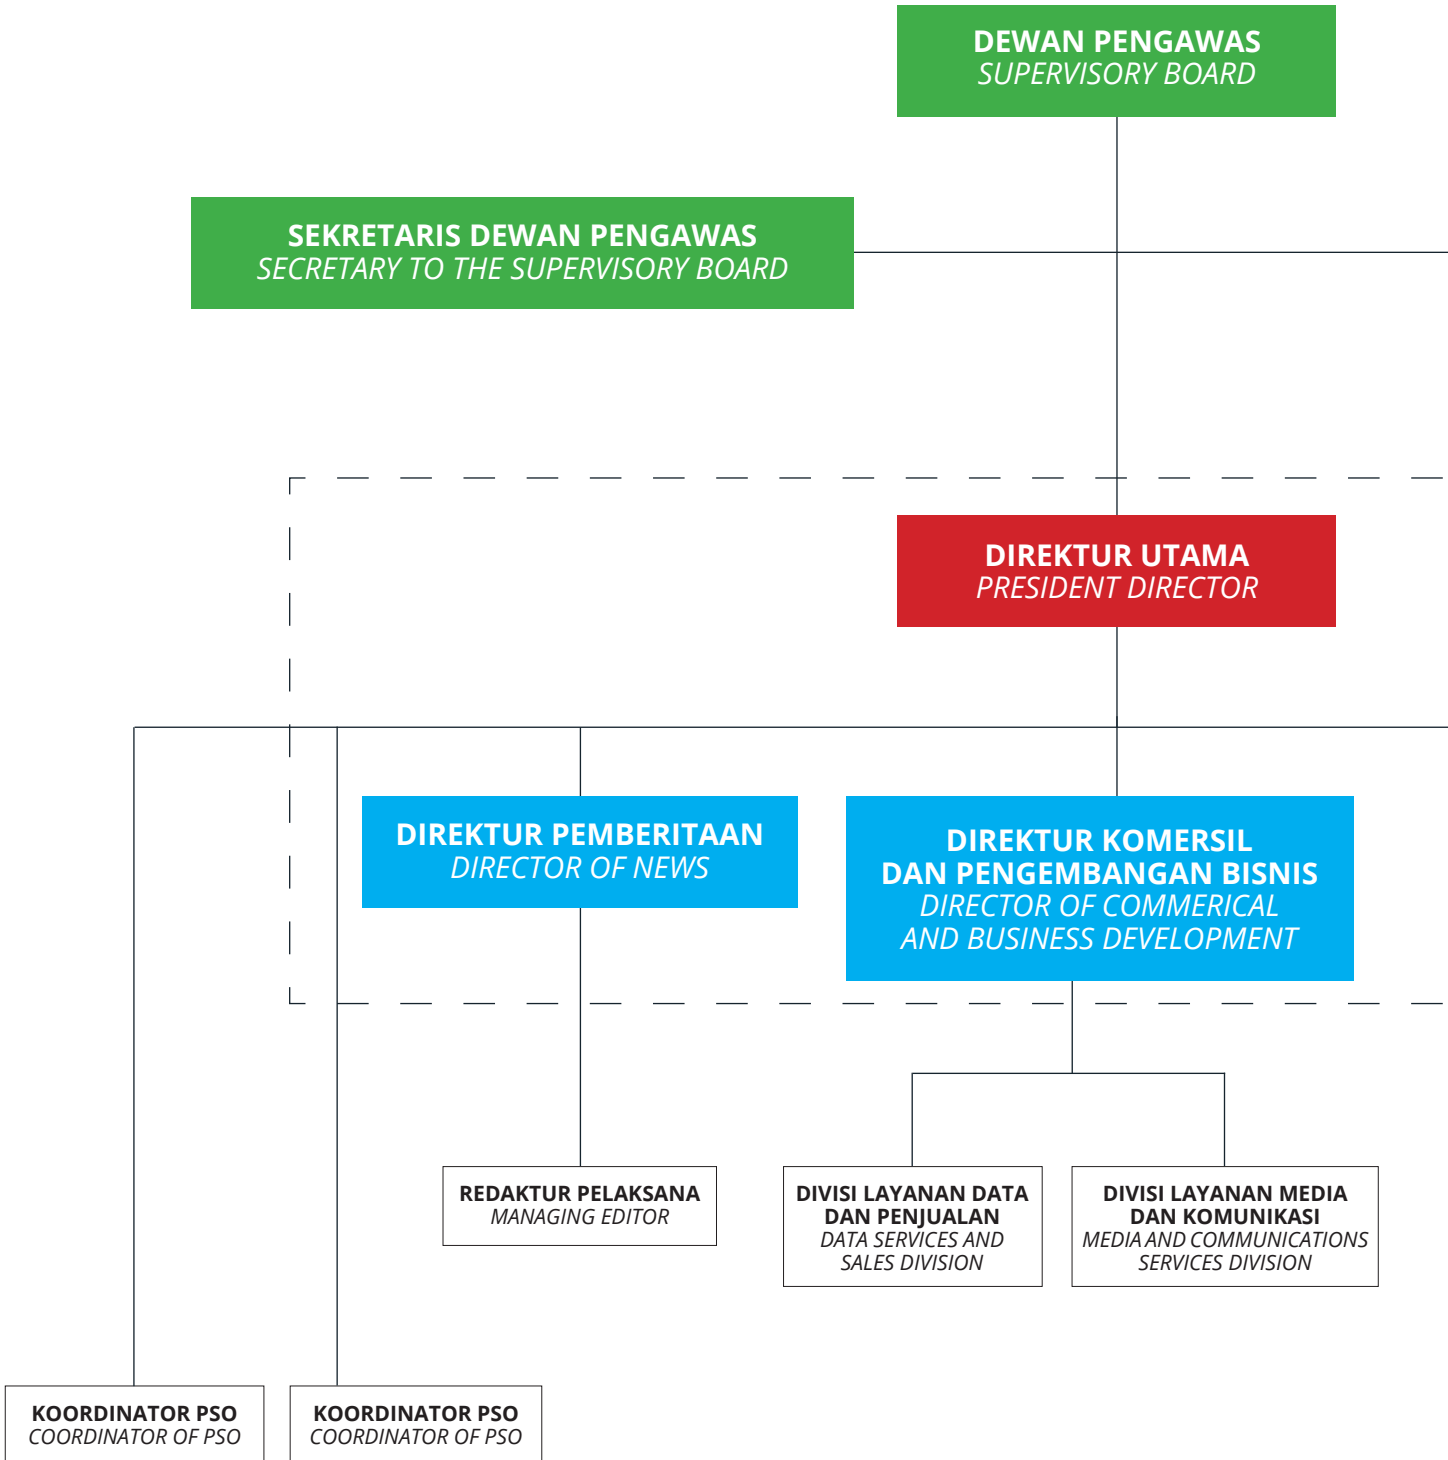 DEWAN PENGAWAS
SUPERVISORY BOARD
SEKRETARIS DEWAN PENGAWAS
SECRETARY TO THE SUPERVISORY BOARD
DIREKTUR UTAMA
PRESIDENT DIRECTOR
DIREKTUR PEMBERITAAN
DIRECTOR OF NEWS
DIREKTUR KOMERSIL
DAN PENGEMBANGAN BISNIS
DIRECTOR OF COMMERICAL
AND BUSINESS DEVELOPMENT
REDAKTUR PELAKSANA
MANAGING EDITOR
DIVISI LAYANAN DATA
DAN PENJUALAN
DATA SERVICES AND
SALES DIVISION
DIVISI LAYANAN MEDIA
DAN KOMUNIKASI
MEDIA AND COMMUNICATIONS
SERVICES DIVISION
KOORDINATOR PSO
COORDINATOR OF PSO
KOORDINATOR PSO
COORDINATOR OF PSO